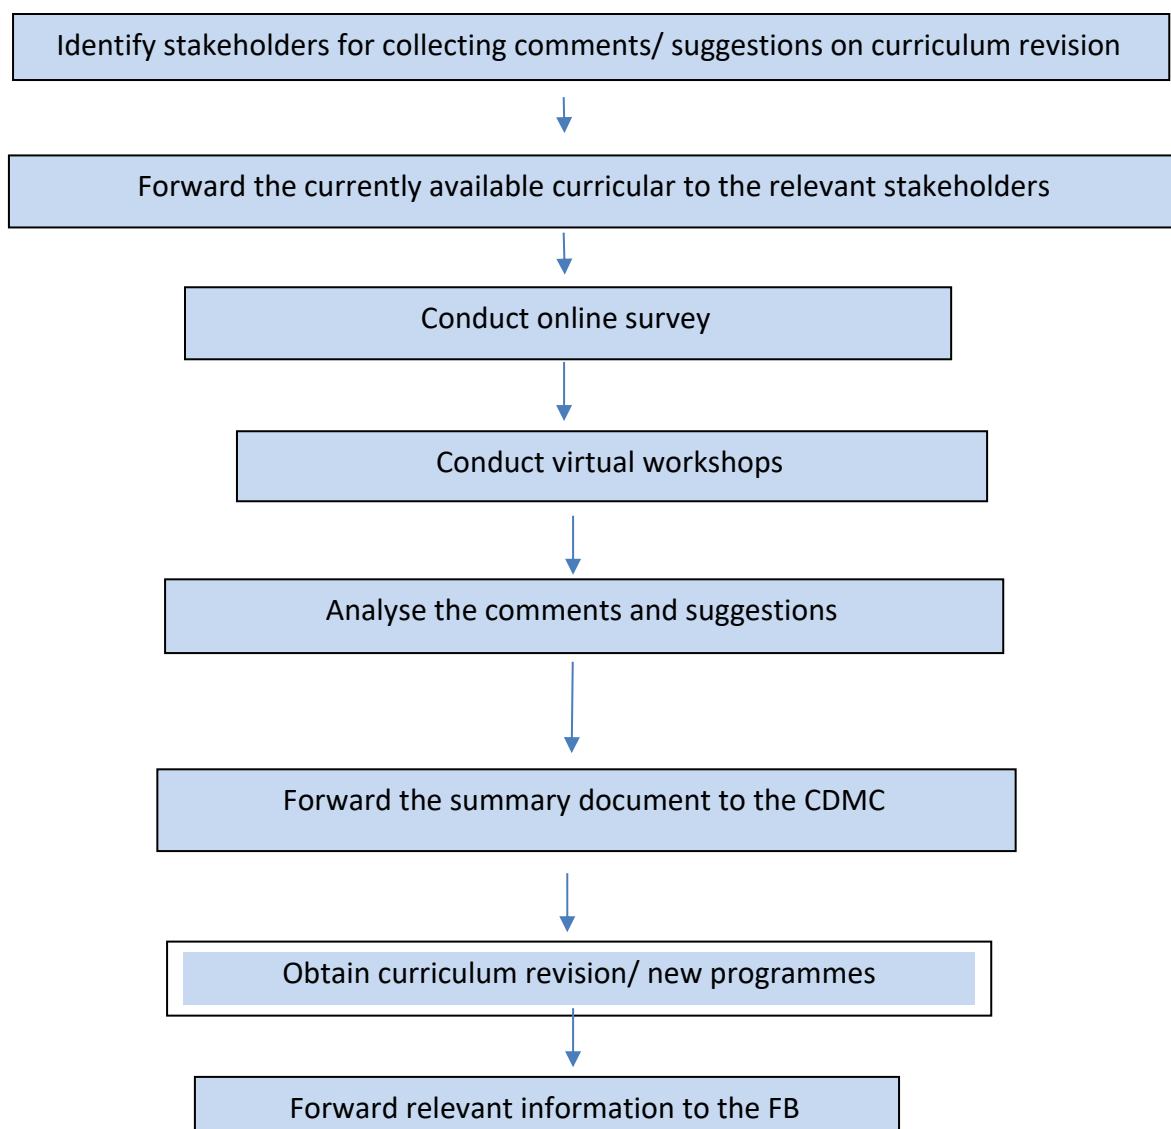 Identify stakeholders for collecting comments/ suggestions on curriculum revision
Forward the currently available curricular to the relevant stakeholders
Conduct online survey
Conduct virtual workshops
Analyse the comments and suggestions
Forward the summary document to the CDMC
Obtain curriculum revision/ new programmes
Forward relevant information to the FB